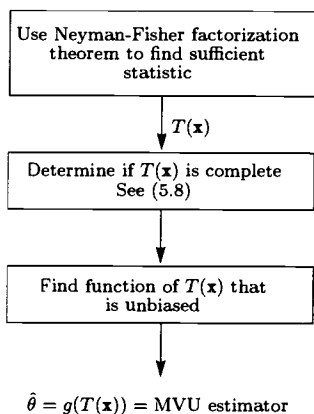 Use Neyman-Fisher factorization
theorem to find sufficient
statistic
T(x)
Determine if T(x) is complete
See (5.8)
Find function of T(x) that
is unbiased
θ̂ = g(T(x)) = MVU estimator